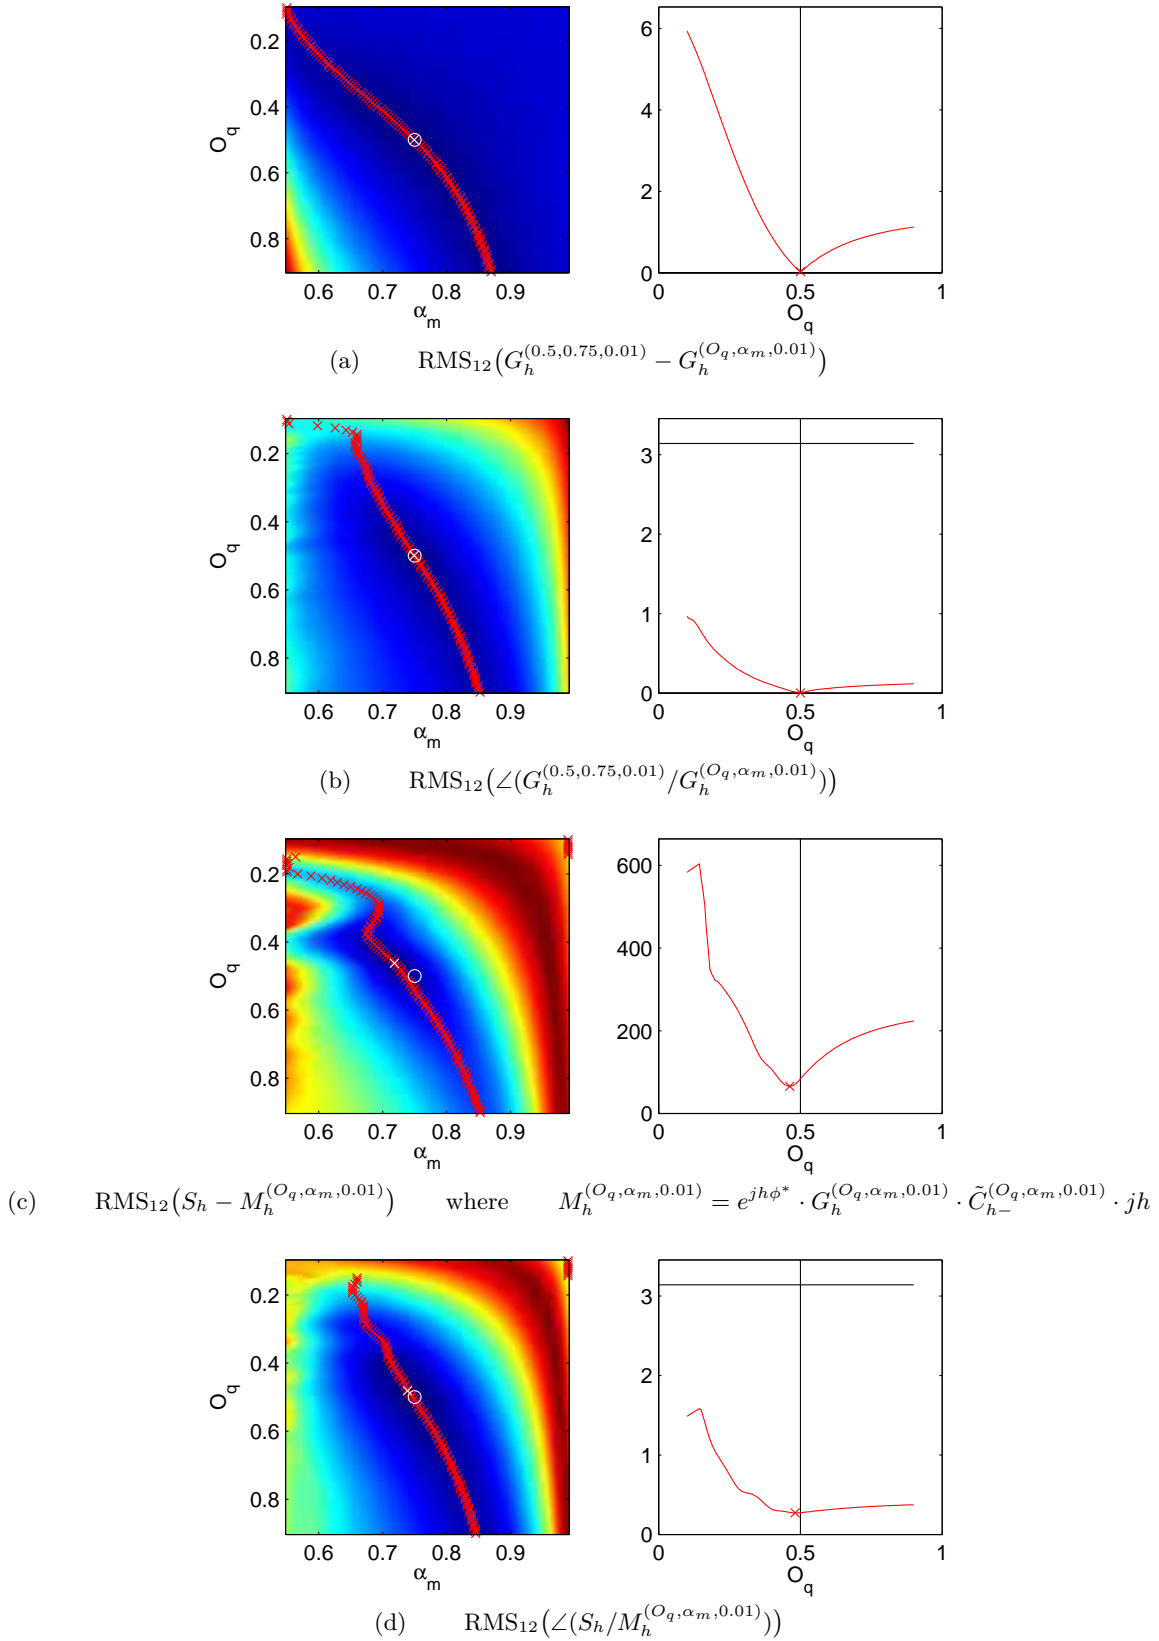 0.2
0.4
0.6
0.8
O_q
0.6 0.7 0.8 0.9
α_m
6
4
2
0
0 0.5 1
O_q
(a) RMS_{12}(G_h^{(0.5,0.75,0.01)} − G_h^{(O_q,α_m,0.01)})
0.2
0.4
0.6
0.8
O_q
0.6 0.7 0.8 0.9
α_m
3
2
1
0
0 0.5 1
O_q
(b) RMS_{12}(∠(G_h^{(0.5,0.75,0.01)}/G_h^{(O_q,α_m,0.01)}))
0.2
0.4
0.6
0.8
O_q
0.6 0.7 0.8 0.9
α_m
600
400
200
0
0 0.5 1
O_q
(c) RMS_{12}(S_h − M_h^{(O_q,α_m,0.01)}) where M_h^{(O_q,α_m,0.01)} = e^{jhϕ*} · G_h^{(O_q,α_m,0.01)} · C̃_{h−}^{(O_q,α_m,0.01)} · jh
0.2
0.4
0.6
0.8
O_q
0.6 0.7 0.8 0.9
α_m
3
2
1
0
0 0.5 1
O_q
(d) RMS_{12}(∠(S_h/M_h^{(O_q,α_m,0.01)}))